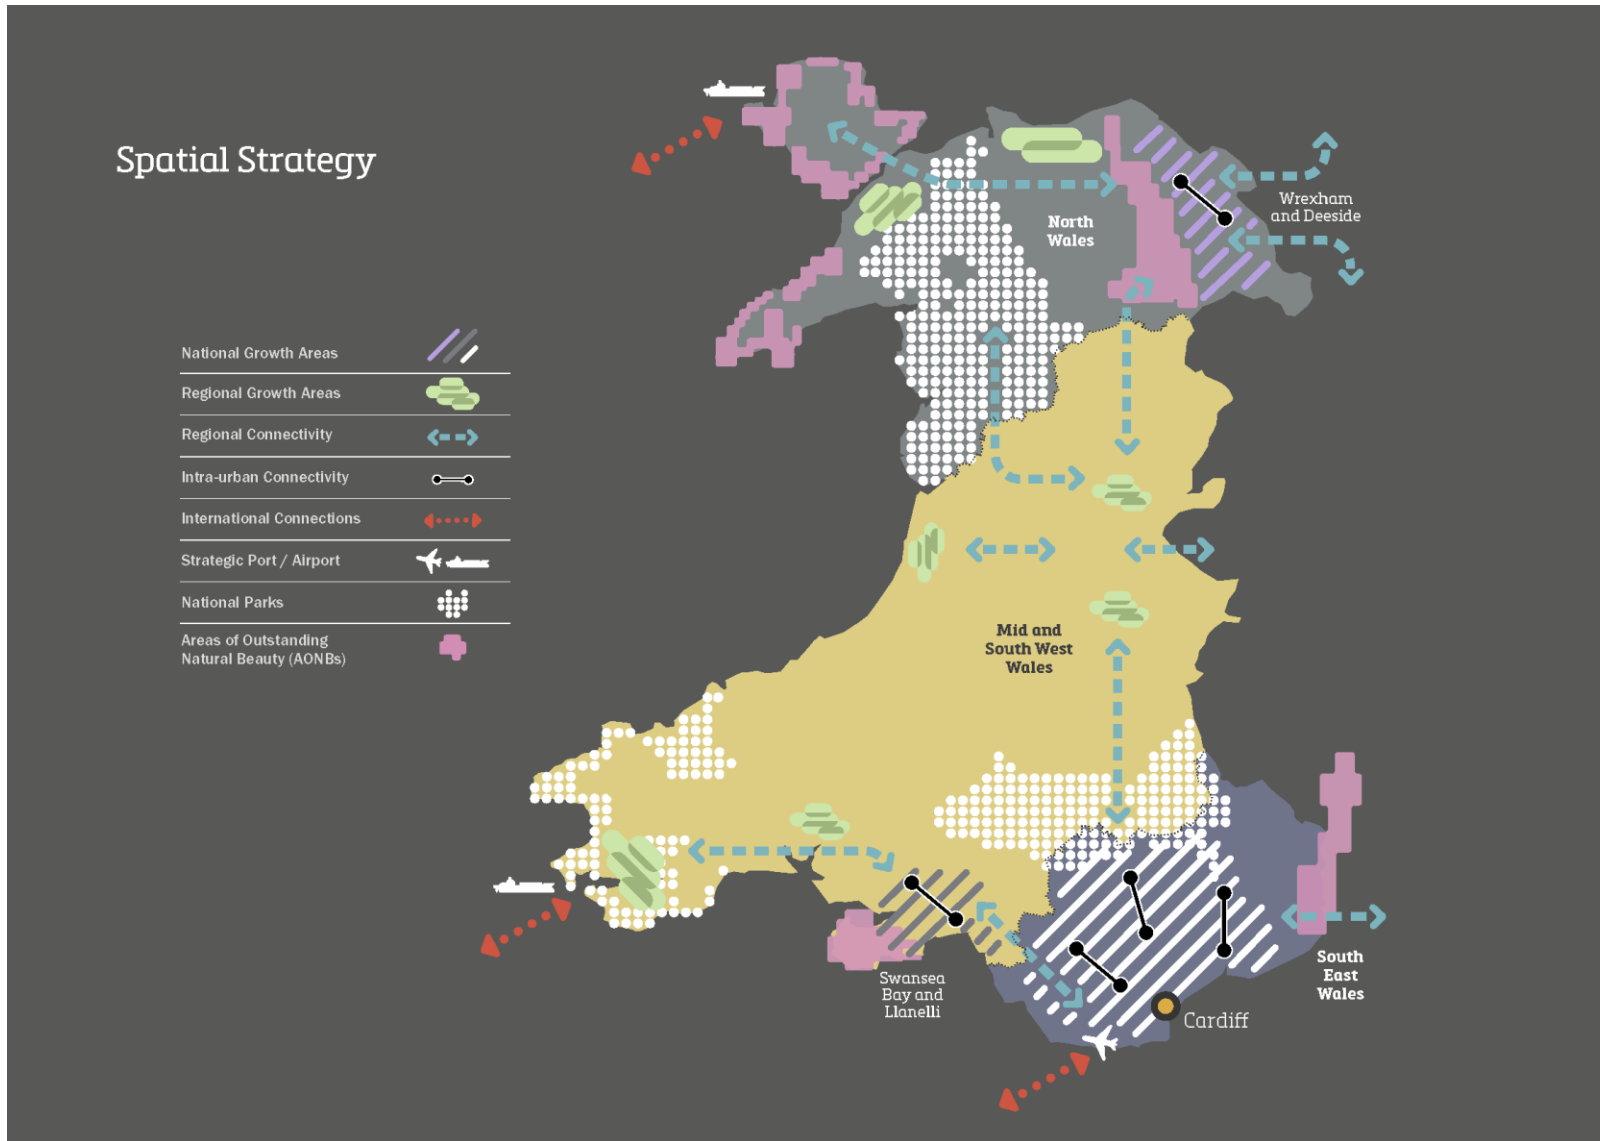 Spatial Strategy
National Growth Areas
Regional Growth Areas
Regional Connectivity
Intra-urban Connectivity
International Connections
Strategic Port / Airport
National Parks
Areas of Outstanding
Natural Beauty (AONBs)
North
Wales
Wrexham
and Deeside
Mid and
South West
Wales
Swansea
Bay and
Llanelli
South
East
Wales
Cardiff